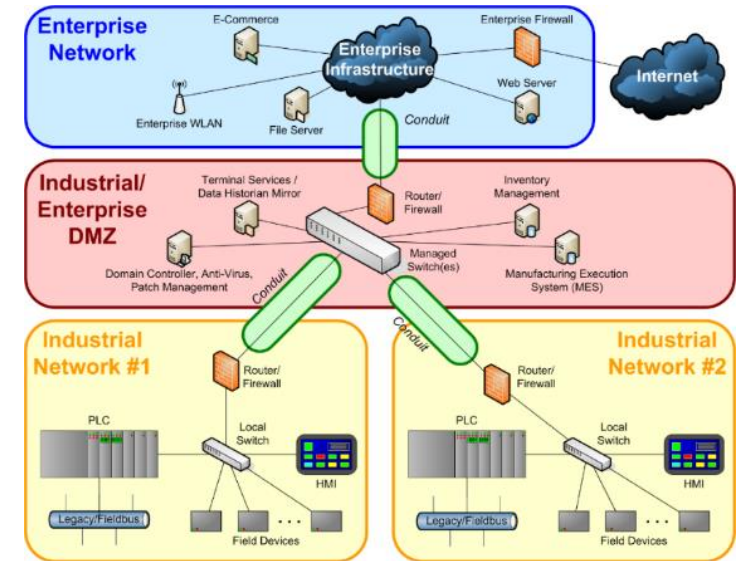 Enterprise
Network
E-Commerce
Enterprise
Infrastructure
Enterprise Firewall
Internet
Enterprise WLAN
File Server
Web Server
Conduit
Industrial/
Enterprise
DMZ
Terminal Services /
Data Historian Mirror
Router/
Firewall
Inventory
Management
Domain Controller, Anti-Virus,
Patch Management
Managed
Switch(es)
Manufacturing Execution
System (MES)
Conduit
Conduit
Industrial
Network #1
Router/
Firewall
PLC
Local
Switch
HMI
Legacy/Fieldbus
Field Devices
Industrial
Network #2
Router/
Firewall
PLC
Local
Switch
HMI
Legacy/Fieldbus
Field Devices